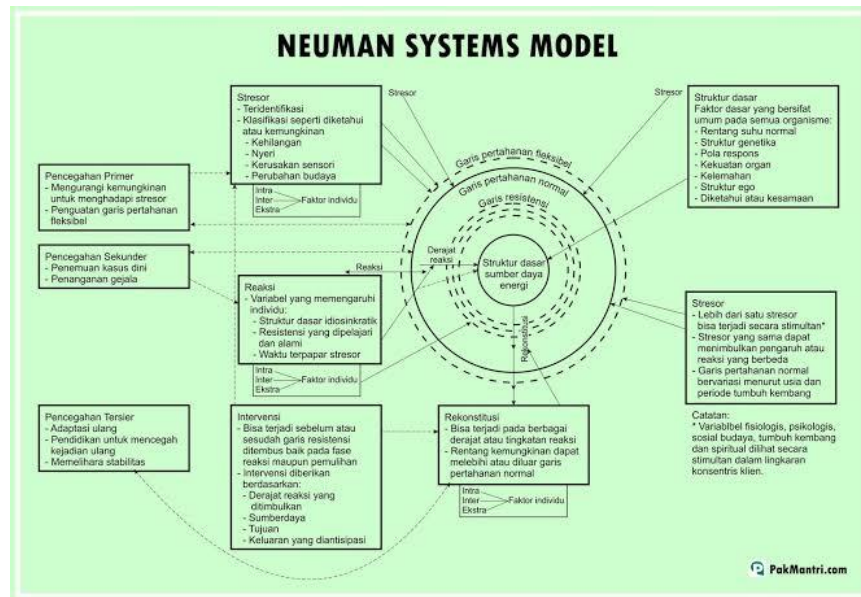 NEUMAN SYSTEMS MODEL
Stresor
- Teridentifikasi
- Klasifikasi seperti diketahui
atau kemungkinan
- Kehilangan
- Nyeri
- Kerusakan sensori
- Perubahan budaya
Intra
Inter
Ekstra
Faktor individu
Pencegahan Primer
- Mengurangi kemungkinan
untuk menghadapi stresor
- Penguatan garis pertahanan
fleksibel
Pencegahan Sekunder
- Penemuan kasus dini
- Penanganan gejala
Reaksi
- Variabel yang memengaruhi
individu:
- Struktur dasar idiosinkratik
- Resistensi yang dipelajari
dan alami
- Waktu terpapar stresor
Intra
Inter
Ekstra
Faktor individu
Pencegahan Tersier
- Adaptasi ulang
- Pendidikan untuk mencegah
kejadian ulang
- Memelihara stabilitas
Intervensi
- Bisa terjadi sebelum atau
sesudah garis resistensi
ditembus baik pada fase
reaksi maupun pemulihan
- Intervensi diberikan
berdasarkan:
- Derajat reaksi yang
ditimbulkan
- Sumberdaya
- Tujuan
- Keluaran yang diantisipasi
Stresor
Stresor
Garis pertahanan fleksibel
Garis pertahanan normal
Garis resistensi
Derajat
reaksi
Reaksi
Struktur dasar
sumber daya
energi
Rekonstitusi
Rekonstitusi
- Bisa terjadi pada berbagai
derajat atau tingkatan reaksi
- Rentang kemungkinan dapat
melebihi atau diluar garis
pertahanan normal
Intra
Inter
Ekstra
Faktor individu
Struktur dasar
Faktor dasar yang bersifat
umum pada semua organisme:
- Rentang suhu normal
- Struktur genetika
- Pola respons
- Kekuatan organ
- Kelemahan
- Struktur ego
- Diketahui atau kesamaan
Stresor
- Lebih dari satu stresor
bisa terjadi secara stimultan*
- Stresor yang sama dapat
menimbulkan pengaruh atau
reaksi yang berbeda
- Garis pertahanan normal
bervariasi menurut usia dan
periode tumbuh kembang
Catatan:
* Variablbel fisiologis, psikologis,
sosial budaya, tumbuh kembang
dan spiritual dilihat secara
stimultan dalam lingkaran
konsentris klien.
PakMantri.com